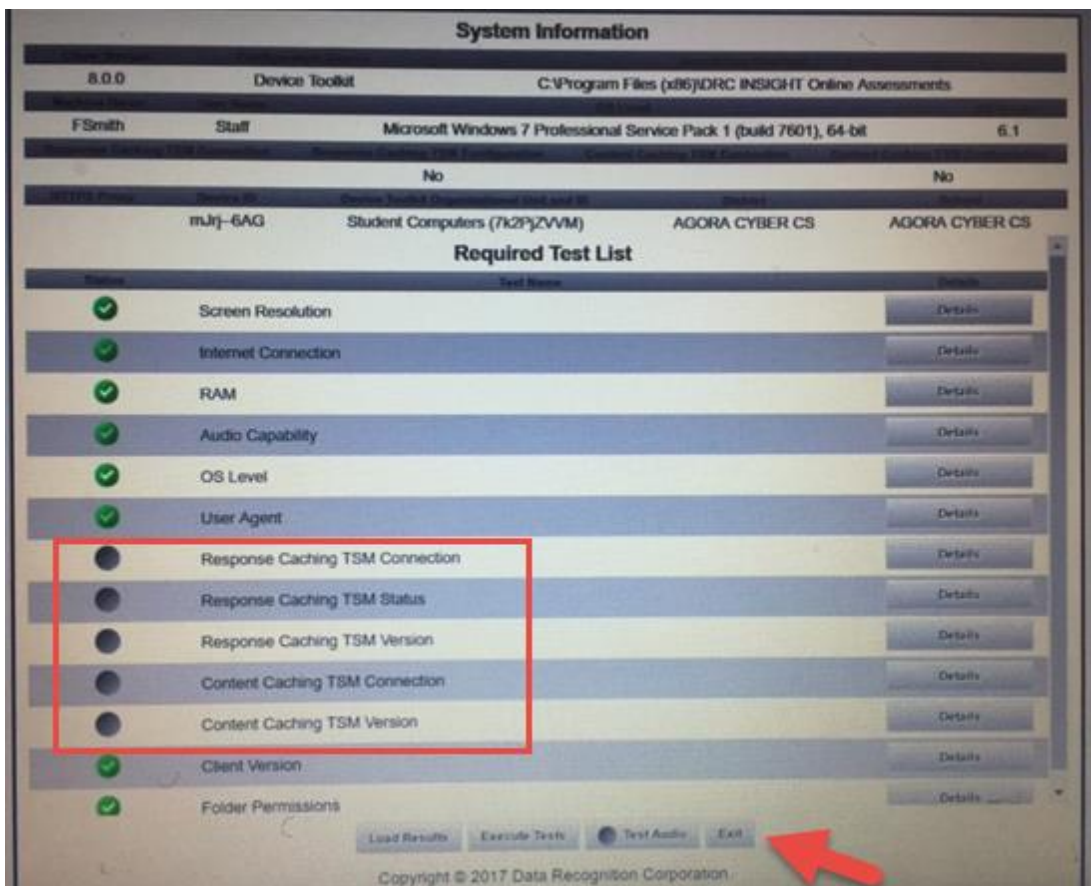 System Information
8.0.0 Device Toolkit C:\Program Files (x86)\DRC INSIGHT Online Assessments
FSmith Staff Microsoft Windows 7 Professional Service Pack 1 (build 7601), 64-bit 6.1
No No
mJrj--6AG Student Computers (7k2PjZVVM) AGORA CYBER CS AGORA CYBER CS
Required Test List
Status Test Name Details
Screen Resolution Details
Internet Connection Details
RAM Details
Audio Capability Details
OS Level Details
User Agent Details
Response Caching TSM Connection Details
Response Caching TSM Status Details
Response Caching TSM Version Details
Content Caching TSM Connection Details
Content Caching TSM Version Details
Client Version Details
Folder Permissions Details
Load Results Execute Tests Test Audio Exit
Copyright © 2017 Data Recognition Corporation.